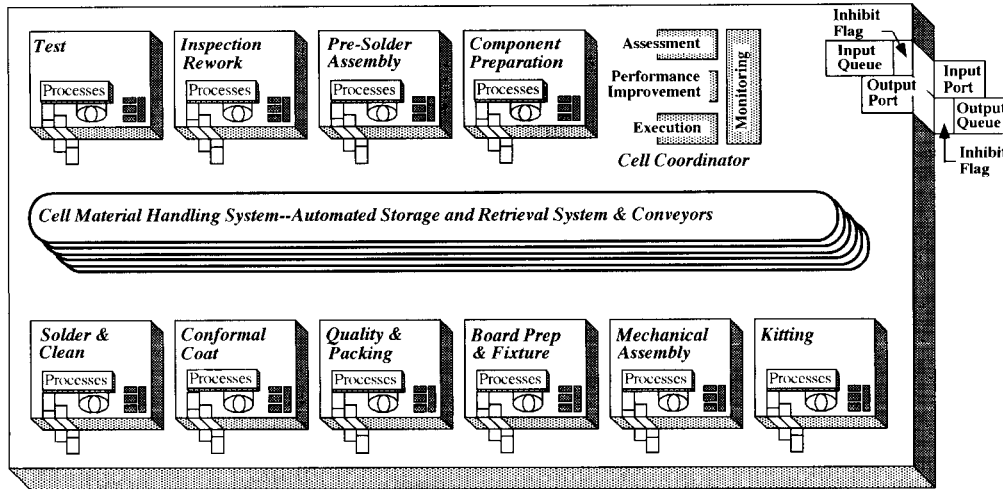 Test
Processes
Inspection
Rework
Processes
Pre-Solder
Assembly
Processes
Component
Preparation
Processes
Assessment
Performance
Improvement
Execution
Monitoring
Cell Coordinator
Inhibit
Flag
Input
Queue
Output
Port
Input
Port
Output
Queue
Inhibit
Flag
Cell Material Handling System--Automated Storage and Retrieval System & Conveyors
Solder &
Clean
Processes
Conformal
Coat
Processes
Quality &
Packing
Processes
Board Prep
& Fixture
Processes
Mechanical
Assembly
Processes
Kitting
Processes